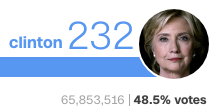 clinton 232
65,853,516 | 48.5% votes